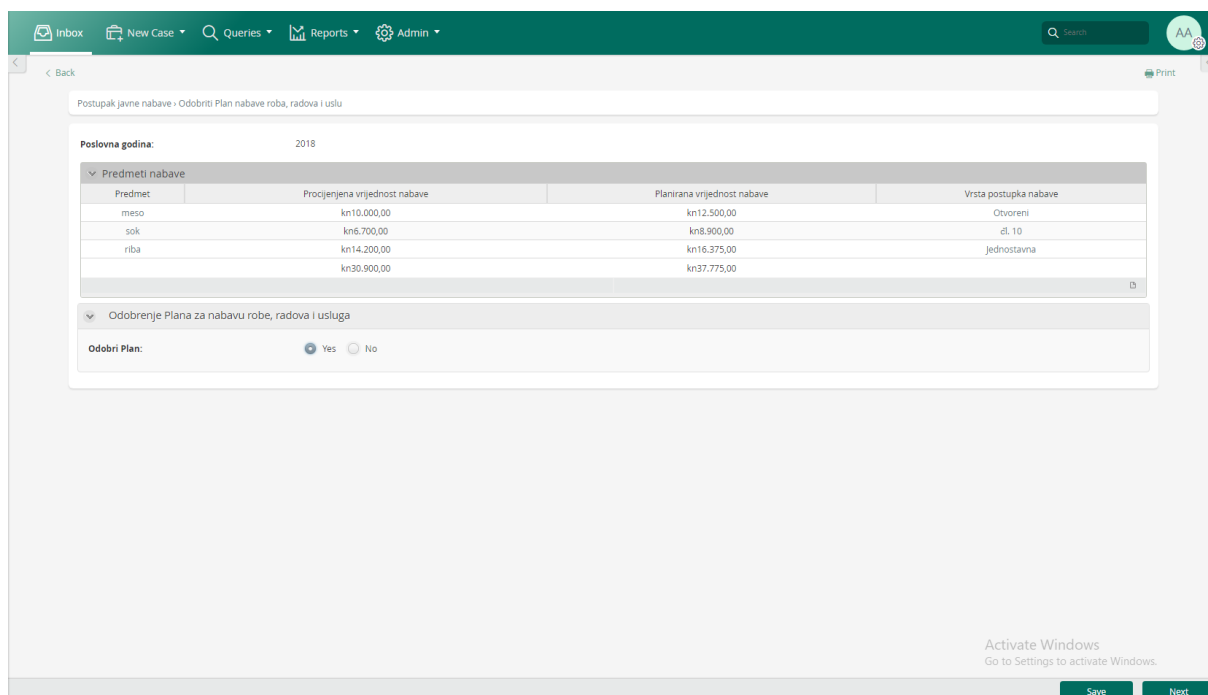 Inbox New Case Queries Reports Admin Search AA
< Back Print
Postupak javne nabave › Odobriti Plan nabave roba, radova i uslu
Poslovna godina: 2018
Predmeti nabave
Predmet Procijenjena vrijednost nabave Planirana vrijednost nabave Vrsta postupka nabave
meso kn10.000,00 kn12.500,00 Otvoreni
sok kn6.700,00 kn8.900,00 čl. 10
riba kn14.200,00 kn16.375,00 Jednostavna
kn30.900,00 kn37.775,00
Odobrenje Plana za nabavu robe, radova i usluga
Odobri Plan: Yes No
Activate Windows
Go to Settings to activate Windows.
Save Next